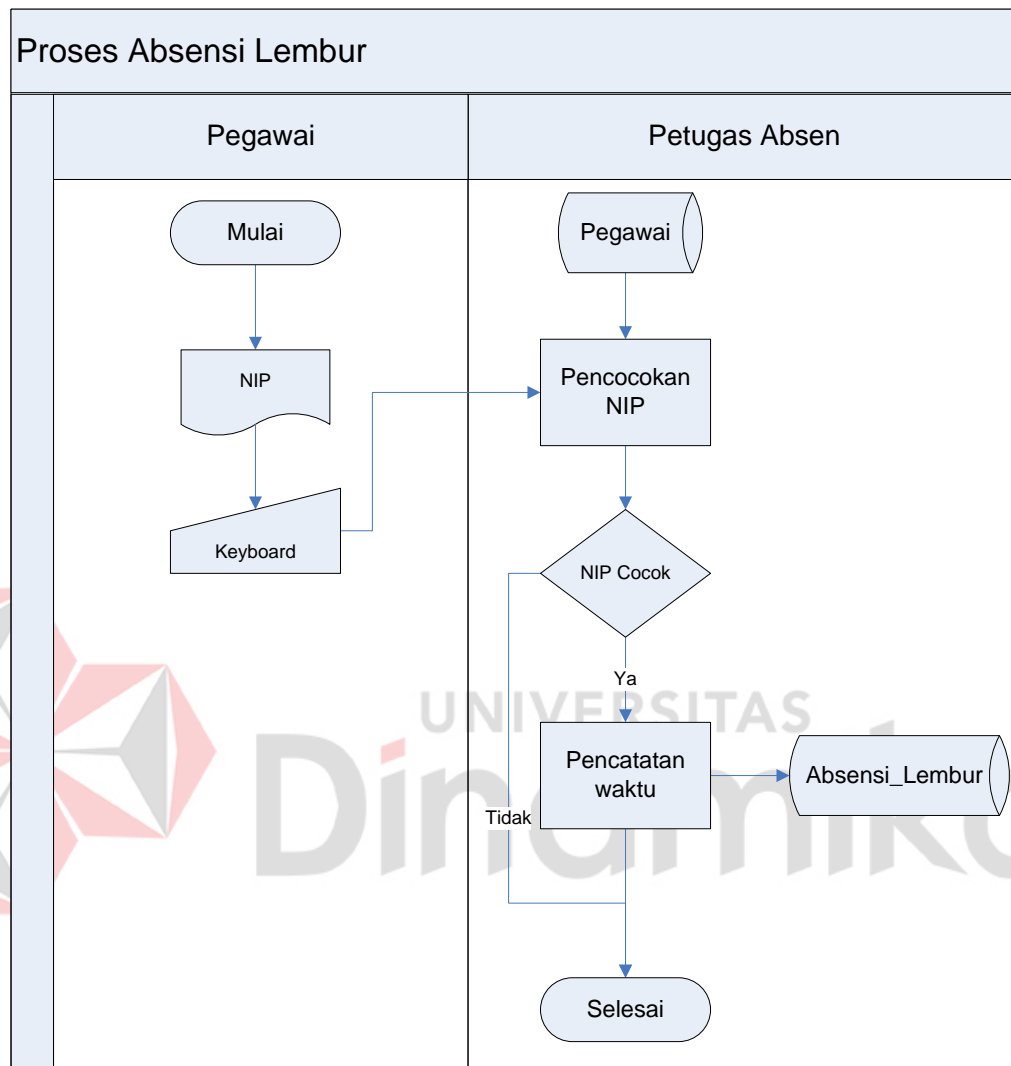 Proses Absensi Lembur
Pegawai
Petugas Absen
Mulai
Pegawai
NIP
Pencocokan
NIP
Keyboard
NIP Cocok
Ya
UNIVERSITAS
Dinamika
Pencatatan
waktu
Absensi_Lembur
Tidak
Selesai